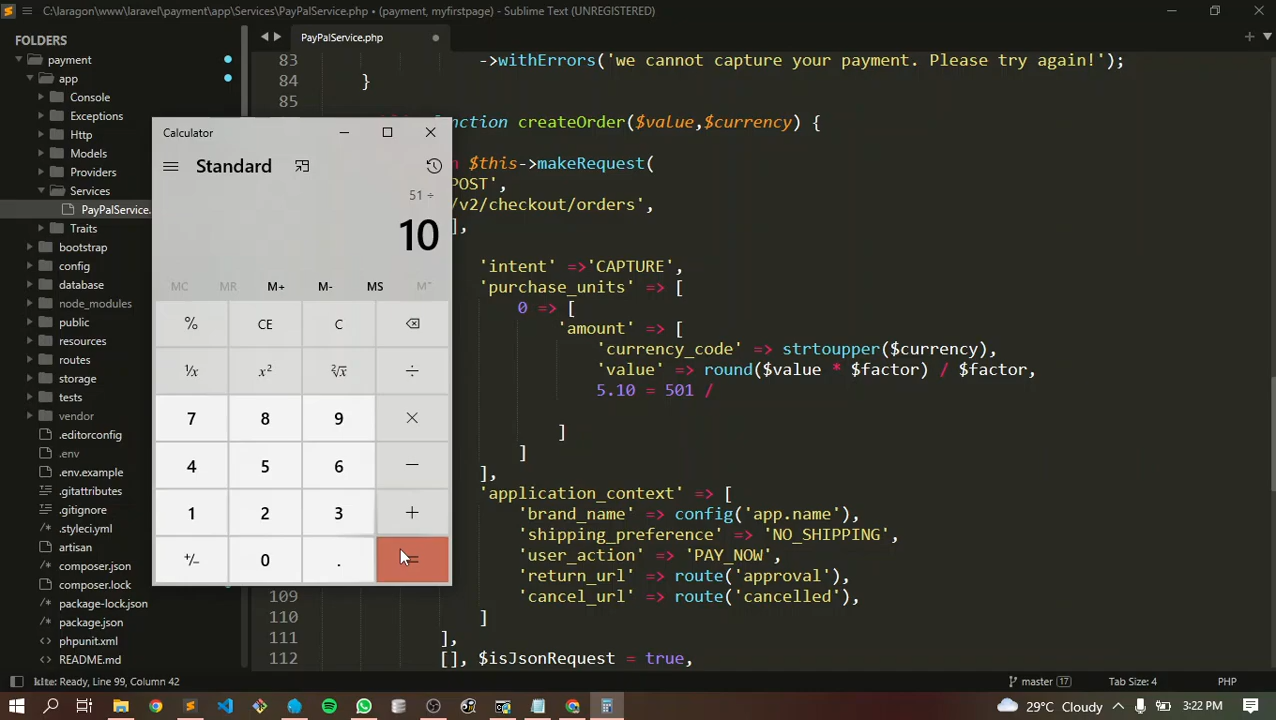 C:\laragon\www\laravel\payment\app\Services\PayPalService.php • (payment, myfirstpage) - Sublime Text (UNREGISTERED)
FOLDERS
payment
app
Console
Exceptions
Http
Models
Providers
Services
PayPalService.
Traits
bootstrap
config
database
node_modules
public
resources
routes
storage
tests
vendor
.editorconfig
.env
.env.example
.gitattributes
.gitignore
.styleci.yml
artisan
composer.json
composer.lock
package-lock.json
package.json
phpunit.xml
README.md
PayPalService.php
83 ->withErrors('we cannot capture your payment. Please try again!');
84 }
85
nction createOrder($value,$currency) {
n $this->makeRequest(
POST',
/v2/checkout/orders',
],
'intent' =>'CAPTURE',
'purchase_units' => [
0 => [
'amount' => [
'currency_code' => strtoupper($currency),
'value' => round($value * $factor) / $factor,
5.10 = 501 /
]
]
],
'application_context' => [
'brand_name' => config('app.name'),
'shipping_preference' => 'NO_SHIPPING',
'user_action' => 'PAY_NOW',
'return_url' => route('approval'),
109 'cancel_url' => route('cancelled'),
110 ]
111 ],
112 [], $isJsonRequest = true,
Calculator
Standard
51 ÷
10
MC MR M+ M- MS M˅
% CE C
¹/x x² ²√x ÷
7 8 9 ×
4 5 6 −
1 2 3 +
+/− 0 . =
kite: Ready, Line 99, Column 42
master 17
Tab Size: 4
PHP
29°C Cloudy
3:22 PM